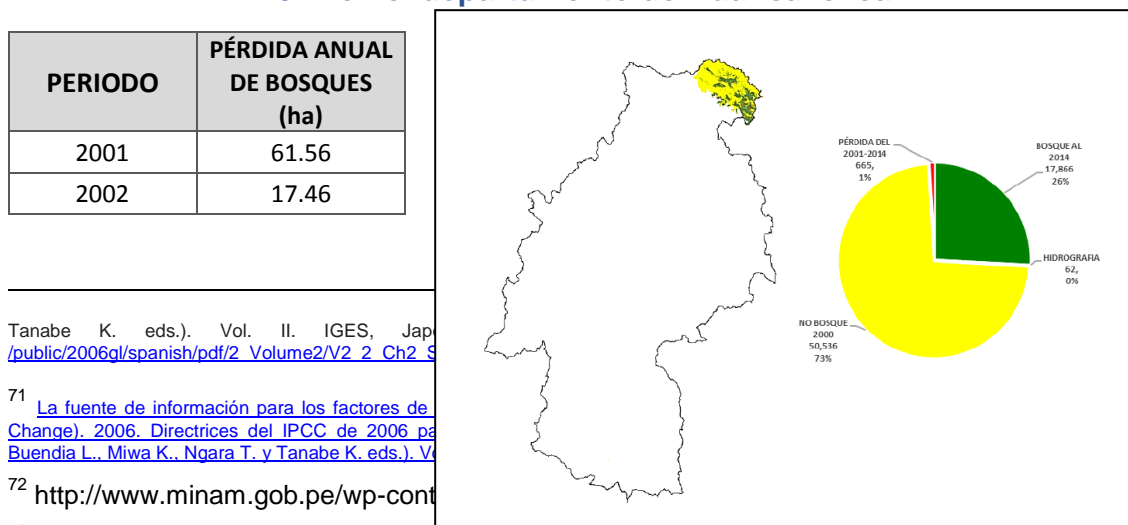 PERIODO
PÉRDIDA ANUAL
DE BOSQUES
(ha)
2001 61.56
2002 17.46
PÉRDIDA DEL
2001-2014
665,
1%
BOSQUE AL
2014
17,866
26%
HIDROGRAFIA
62,
0%
NO BOSQUE
2000
50,536
73%
Tanabe K. eds.). Vol. II. IGES,
/public/2006gl/spanish/pdf/2_Volume2/V2_2_Ch2_S
71 La fuente de información para los factores de
Change). 2006. Directrices del IPCC de 2006 pa
Buendia L., Miwa K., Ngara T. y Tanabe K. eds.).
72 http://www.minam.gob.pe/wp-cont